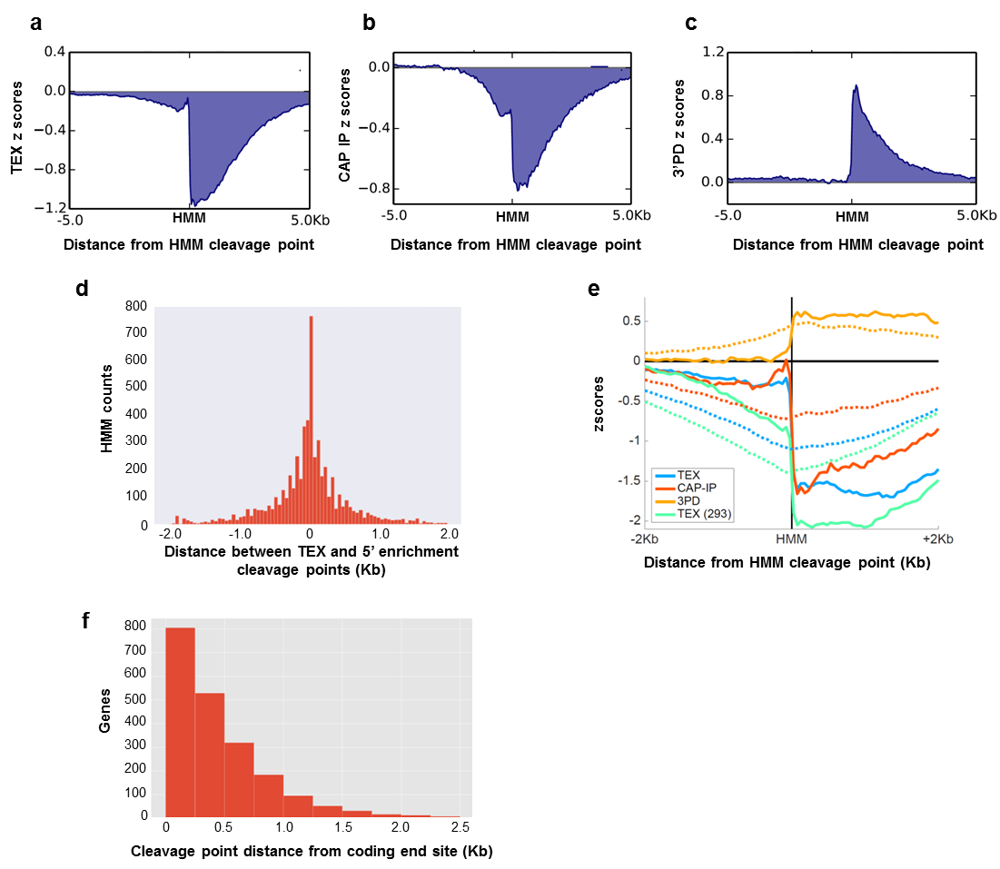 a
0.4
0.0
−0.4
−0.8
−1.2
-5.0
HMM
5.0Kb
TEX z scores
Distance from HMM cleavage point
b
0.0
−0.4
−0.8
-5.0
HMM
5.0Kb
CAP IP z scores
Distance from HMM cleavage point
c
1.2
0.8
0.4
0.0
-5.0
HMM
5.0Kb
3'PD z scores
Distance from HMM cleavage point
d
800
700
600
500
400
300
200
100
0
-2.0
-1.0
0
1.0
2.0
HMM counts
Distance between TEX and 5' enrichment
cleavage points (Kb)
e
0.5
0
-0.5
-1
-1.5
-2
-2Kb
HMM
+2Kb
zscores
TEX
CAP-IP
3PD
TEX (293)
Distance from HMM cleavage point (Kb)
f
800
700
600
500
400
300
200
100
0
0
0.5
1.0
1.5
2.0
2.5
Genes
Cleavage point distance from coding end site (Kb)